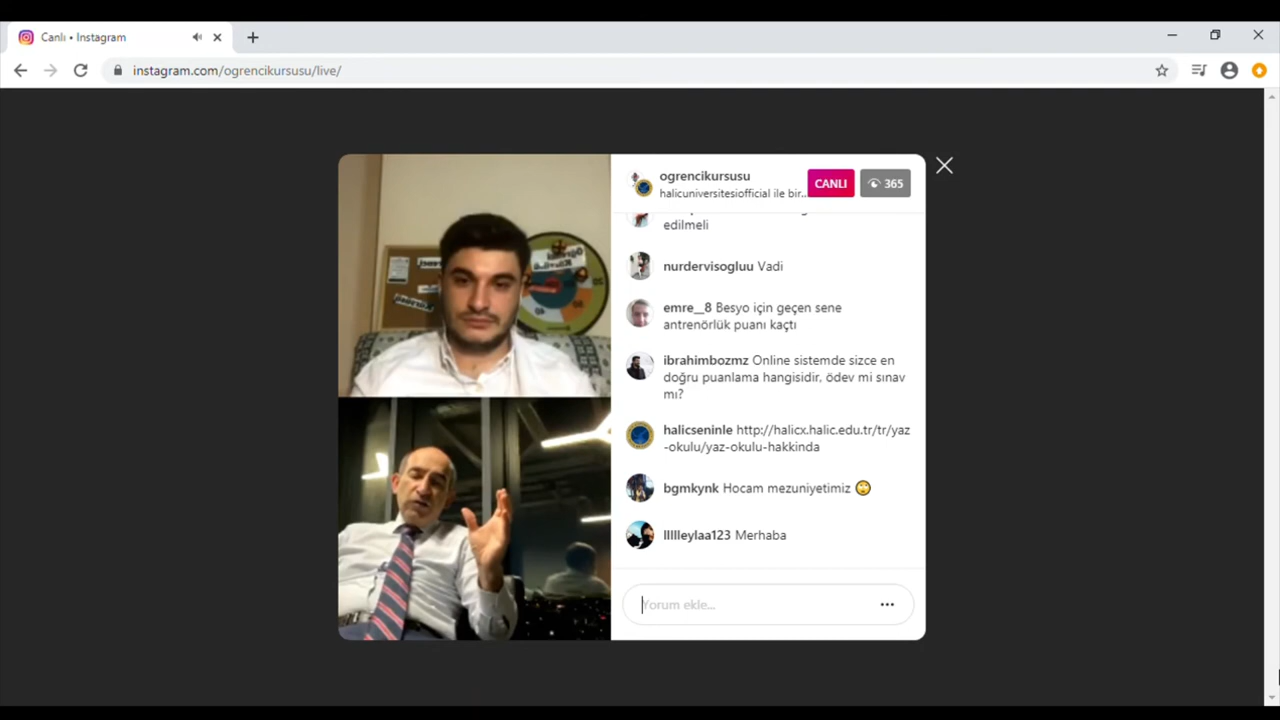 Canlı • Instagram
instagram.com/ogrencikursusu/live/
ogrencikursusu
halicuniversitesiofficial ile bir...
CANLI
365
edilmeli
nurdervisogluu Vadi
emre__8 Besyo için geçen sene
antrenörlük puanı kaçtı
ibrahimbozmz Online sistemde sizce en
doğru puanlama hangisidir, ödev mi sınav
mı?
halicseninle http://halicx.halic.edu.tr/tr/yaz
-okulu/yaz-okulu-hakkinda
bgmkynk Hocam mezuniyetimiz 🙄
Yorum ekle...